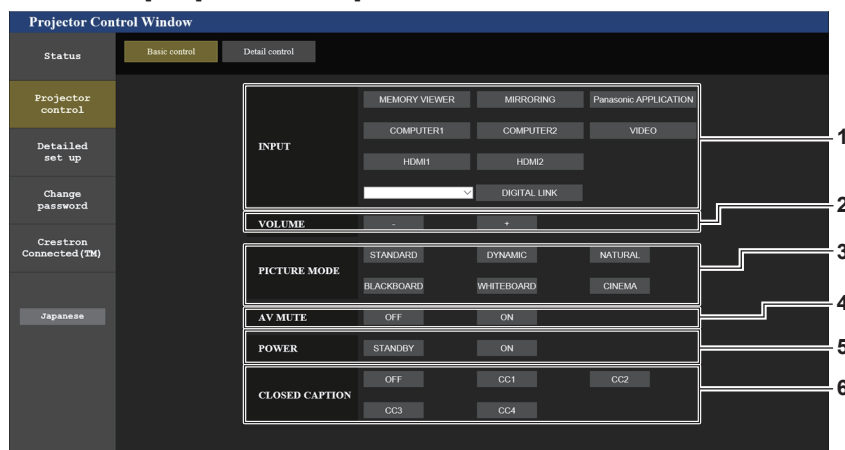 Projector Control Window
Status
Basic control
Detail control
Projector
control
Detailed
set up
Change
password
Crestron
Connected(TM)
Japanese
INPUT
MEMORY VIEWER
MIRRORING
Panasonic APPLICATION
COMPUTER1
COMPUTER2
VIDEO
HDMI1
HDMI2
DIGITAL LINK
1
VOLUME
-
+
2
PICTURE MODE
STANDARD
DYNAMIC
NATURAL
BLACKBOARD
WHITEBOARD
CINEMA
3
AV MUTE
OFF
ON
4
POWER
STANDBY
ON
5
CLOSED CAPTION
OFF
CC1
CC2
CC3
CC4
6